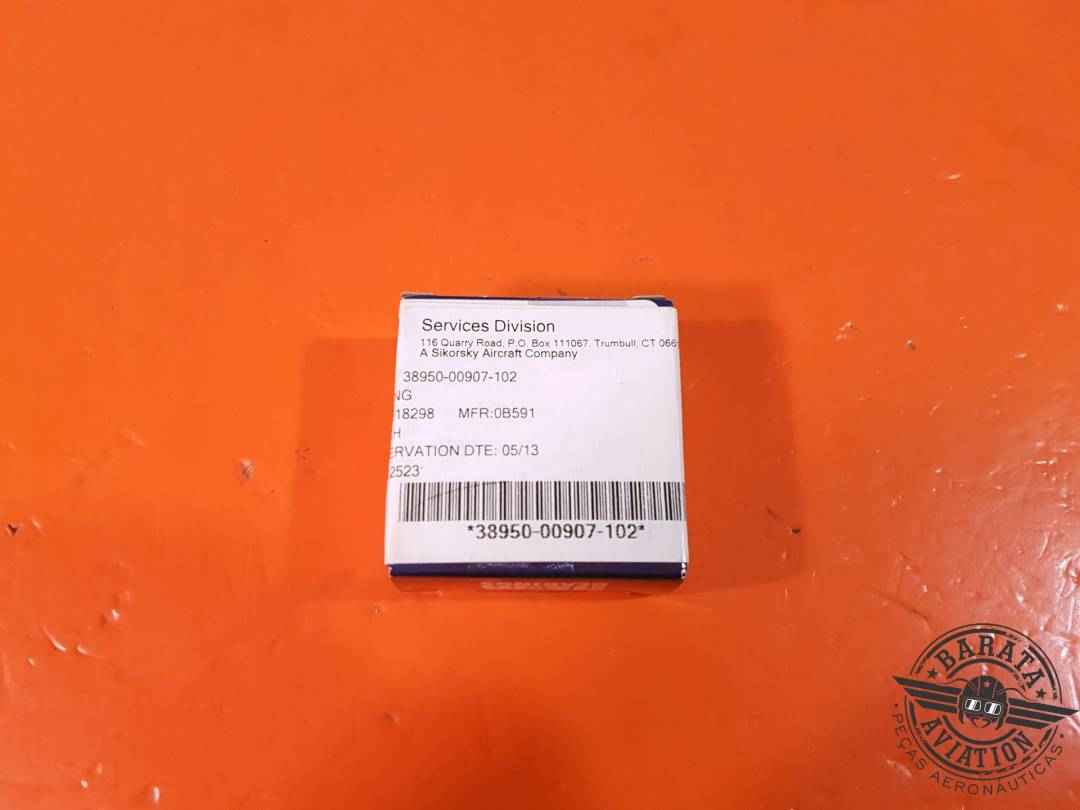 Services Division
116 Quarry Road, P.O. Box 111067, Trumbull, CT 066
A Sikorsky Aircraft Company
38950-00907-102
NG
18298 MFR:0B591
H
ERVATION DTE: 05/13
2523
*38950-00907-102*
BARATA
AVIATION
PEÇAS AERONÁUTICAS